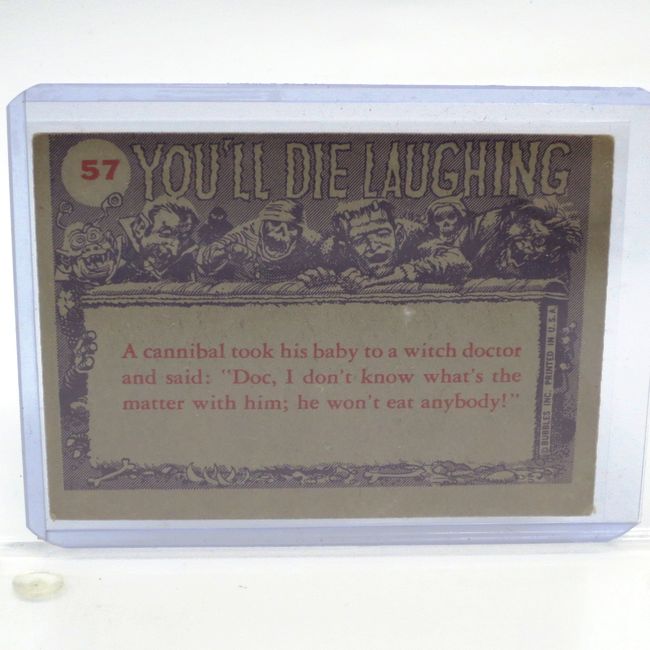 57
YOU'LL DIE LAUGHING
A cannibal took his baby to a witch doctor
and said: "Doc, I don't know what's the
matter with him; he won't eat anybody!"
© BUBBLES INC. PRINTED IN U.S.A.